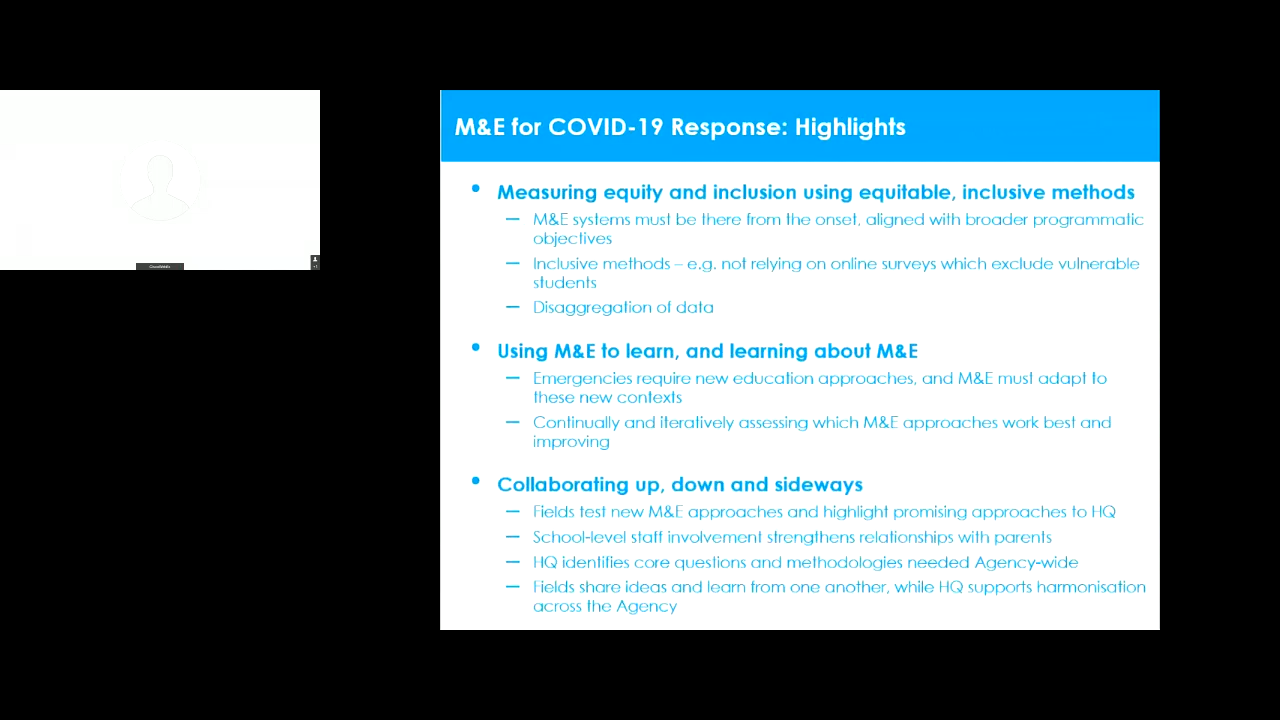 M&E for COVID-19 Response: Highlights
• Measuring equity and inclusion using equitable, inclusive methods
— M&E systems must be there from the onset, aligned with broader programmatic
objectives
— Inclusive methods – e.g. not relying on online surveys which exclude vulnerable
students
— Disaggregation of data
• Using M&E to learn, and learning about M&E
— Emergencies require new education approaches, and M&E must adapt to
these new contexts
— Continually and iteratively assessing which M&E approaches work best and
improving
• Collaborating up, down and sideways
— Fields test new M&E approaches and highlight promising approaches to HQ
— School-level staff involvement strengthens relationships with parents
— HQ identifies core questions and methodologies needed Agency-wide
— Fields share ideas and learn from one another, while HQ supports harmonisation
across the Agency